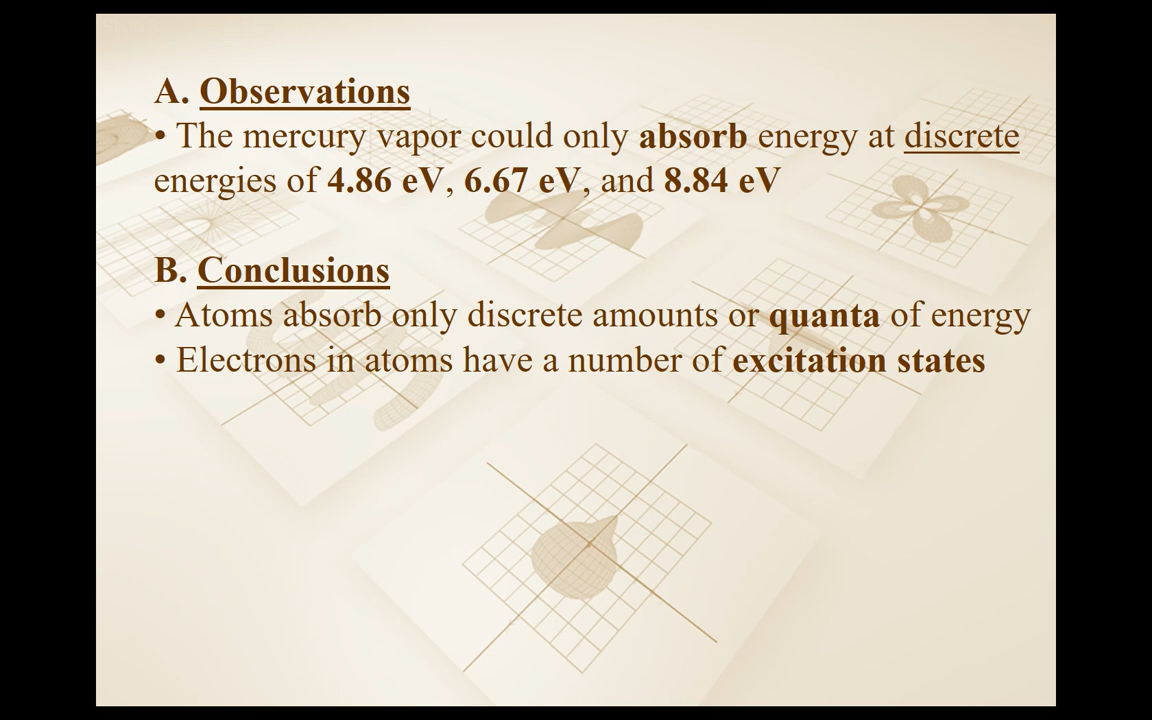 A. Observations
• The mercury vapor could only absorb energy at discrete
energies of 4.86 eV, 6.67 eV, and 8.84 eV
B. Conclusions
• Atoms absorb only discrete amounts or quanta of energy
• Electrons in atoms have a number of excitation states